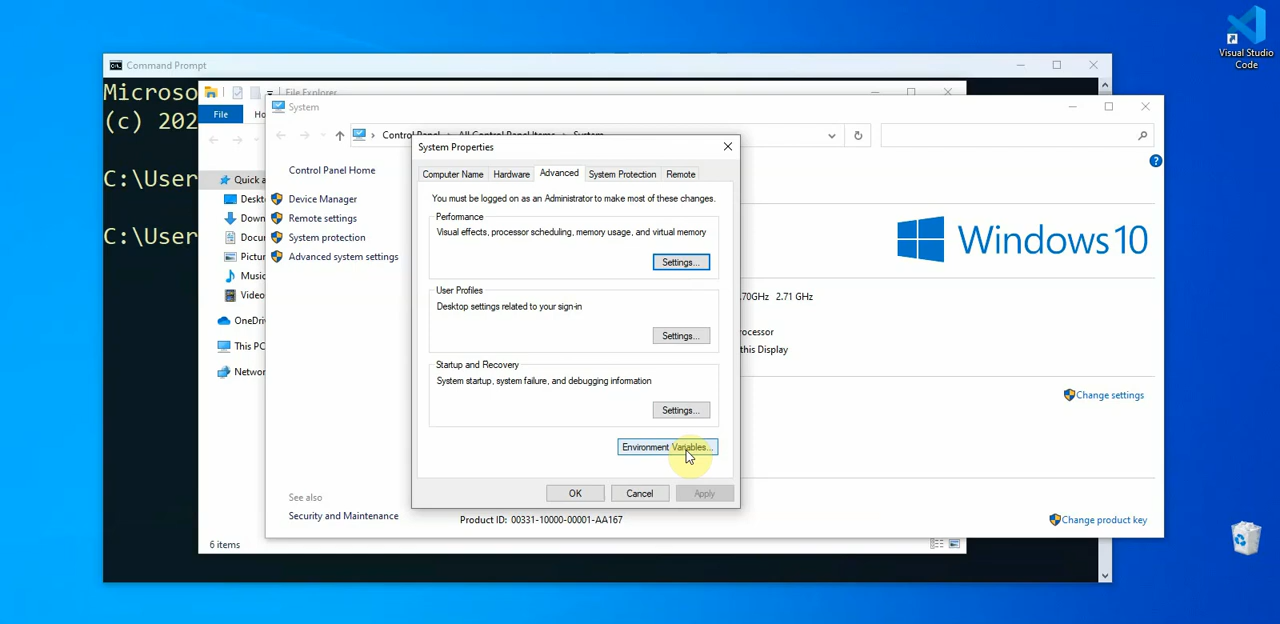 Visual Studio
Code
Command Prompt
Microso
(c) 202
C:\User
C:\User
File Explorer
File
Ho
Quick a
Deskt
Down
Docum
Picture
Music
Video
OneDriv
This PC
Network
6 items
System
Control Panel
All Control Panel Items
System
Control Panel Home
Device Manager
Remote settings
System protection
Advanced system settings
See also
Security and Maintenance
Windows 10
.70GHz 2.71 GHz
ocessor
this Display
Change settings
Product ID: 00331-10000-00001-AA167
Change product key
System Properties
Computer Name
Hardware
Advanced
System Protection
Remote
You must be logged on as an Administrator to make most of these changes.
Performance
Visual effects, processor scheduling, memory usage, and virtual memory
Settings...
User Profiles
Desktop settings related to your sign-in
Settings...
Startup and Recovery
System startup, system failure, and debugging information
Settings...
Environment Variables...
OK
Cancel
Apply